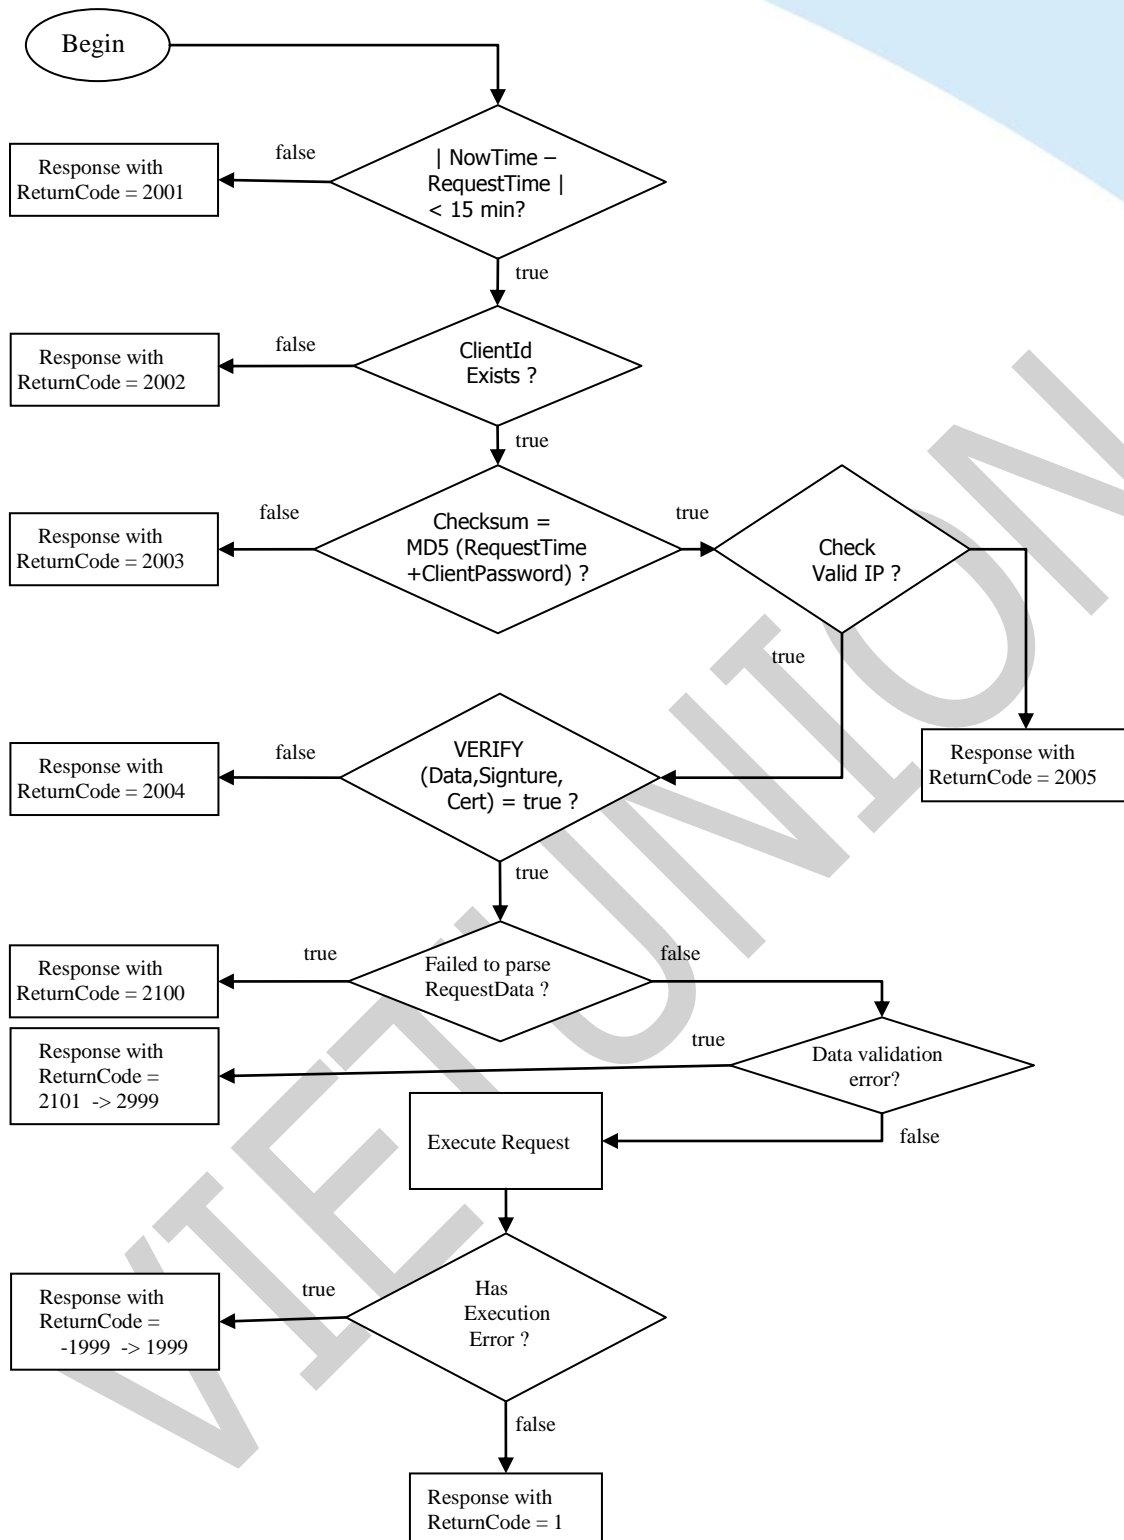 Begin
| NowTime –
RequestTime |
< 15 min?
false
Response with
ReturnCode = 2001
true
ClientId
Exists ?
false
Response with
ReturnCode = 2002
true
Checksum =
MD5 (RequestTime
+ClientPassword) ?
false
Response with
ReturnCode = 2003
true
Check
Valid IP ?
true
Response with
ReturnCode = 2005
VERIFY
(Data,Signture,
Cert) = true ?
false
Response with
ReturnCode = 2004
true
Failed to parse
RequestData ?
true
Response with
ReturnCode = 2100
false
Data validation
error?
true
Response with
ReturnCode =
2101 -> 2999
false
Execute Request
Has
Execution
Error ?
true
Response with
ReturnCode =
-1999 -> 1999
false
Response with
ReturnCode = 1
VIETUNION